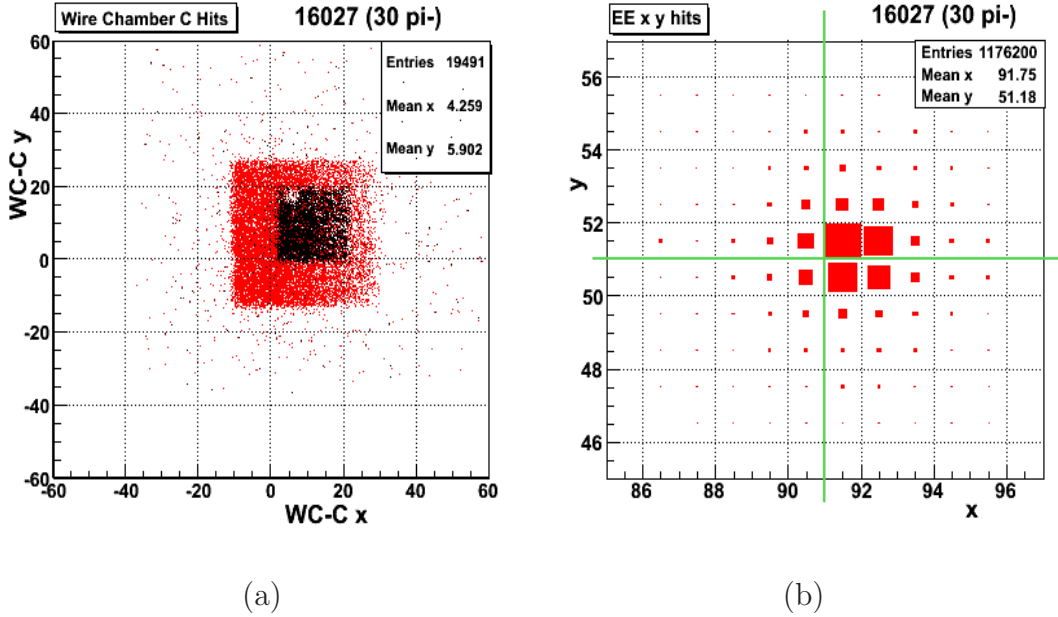 Wire Chamber C Hits
16027 (30 pi-)
Entries 19491
Mean x 4.259
Mean y 5.902
WC-C y
60
40
20
0
-20
-40
-60
-60 -40 -20 0 20 40 60
WC-C x
(a)
EE x y hits
16027 (30 pi-)
Entries 1176200
Mean x 91.75
Mean y 51.18
y
56
54
52
50
48
46
86 88 90 92 94 96
x
(b)